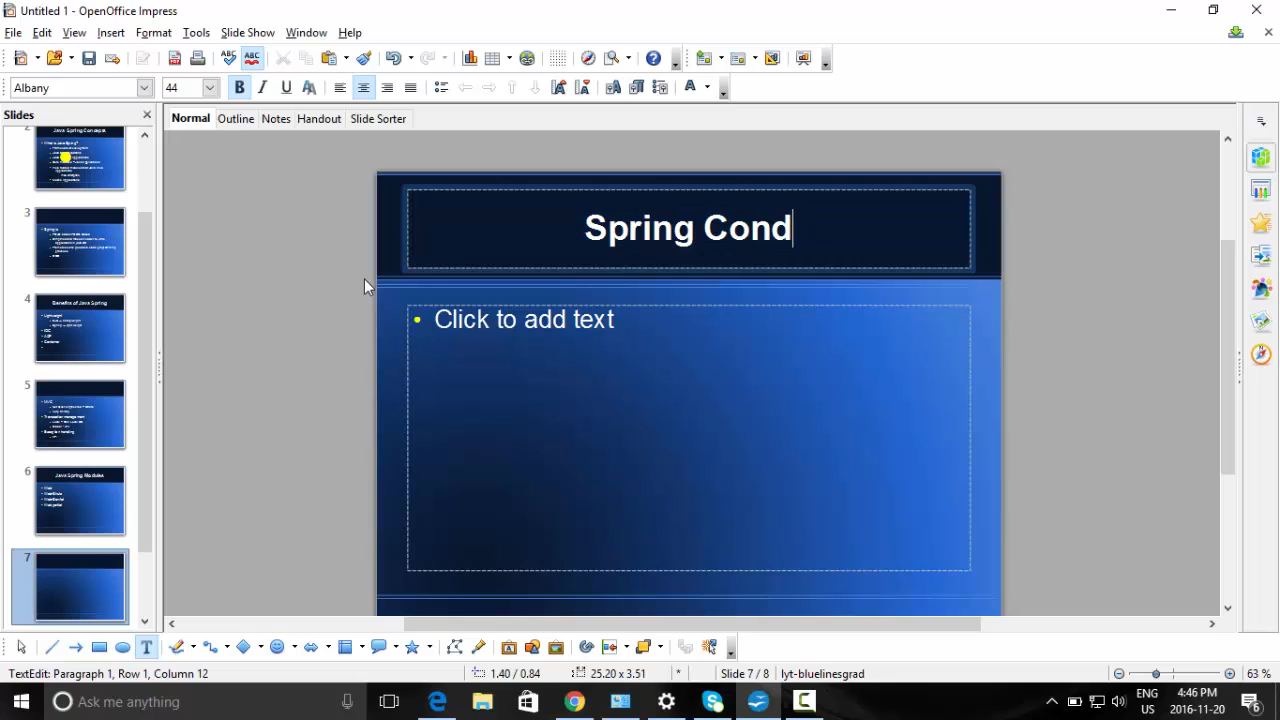 Untitled 1 - OpenOffice Impress
File Edit View Insert Format Tools Slide Show Window Help
Albany 44
Slides
Normal Outline Notes Handout Slide Sorter
2
Java Spring Concepts
3
4
Benefits of Java Spring
5
6
Java Spring Modules
7
Spring Cond
Click to add text
TextEdit: Paragraph 1, Row 1, Column 12 1.40 / 0.84 25.20 x 3.51 * Slide 7 / 8 lyt-bluelinesgrad 63 %
Ask me anything
ENG 4:46 PM
US 2016-11-20 6